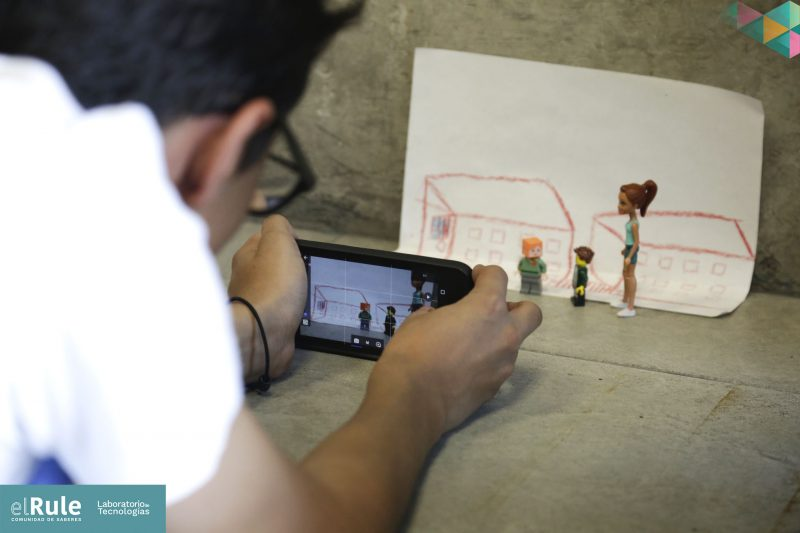 elRule
COMUNIDAD DE SABERES
Laboratorio de
Tecnologías